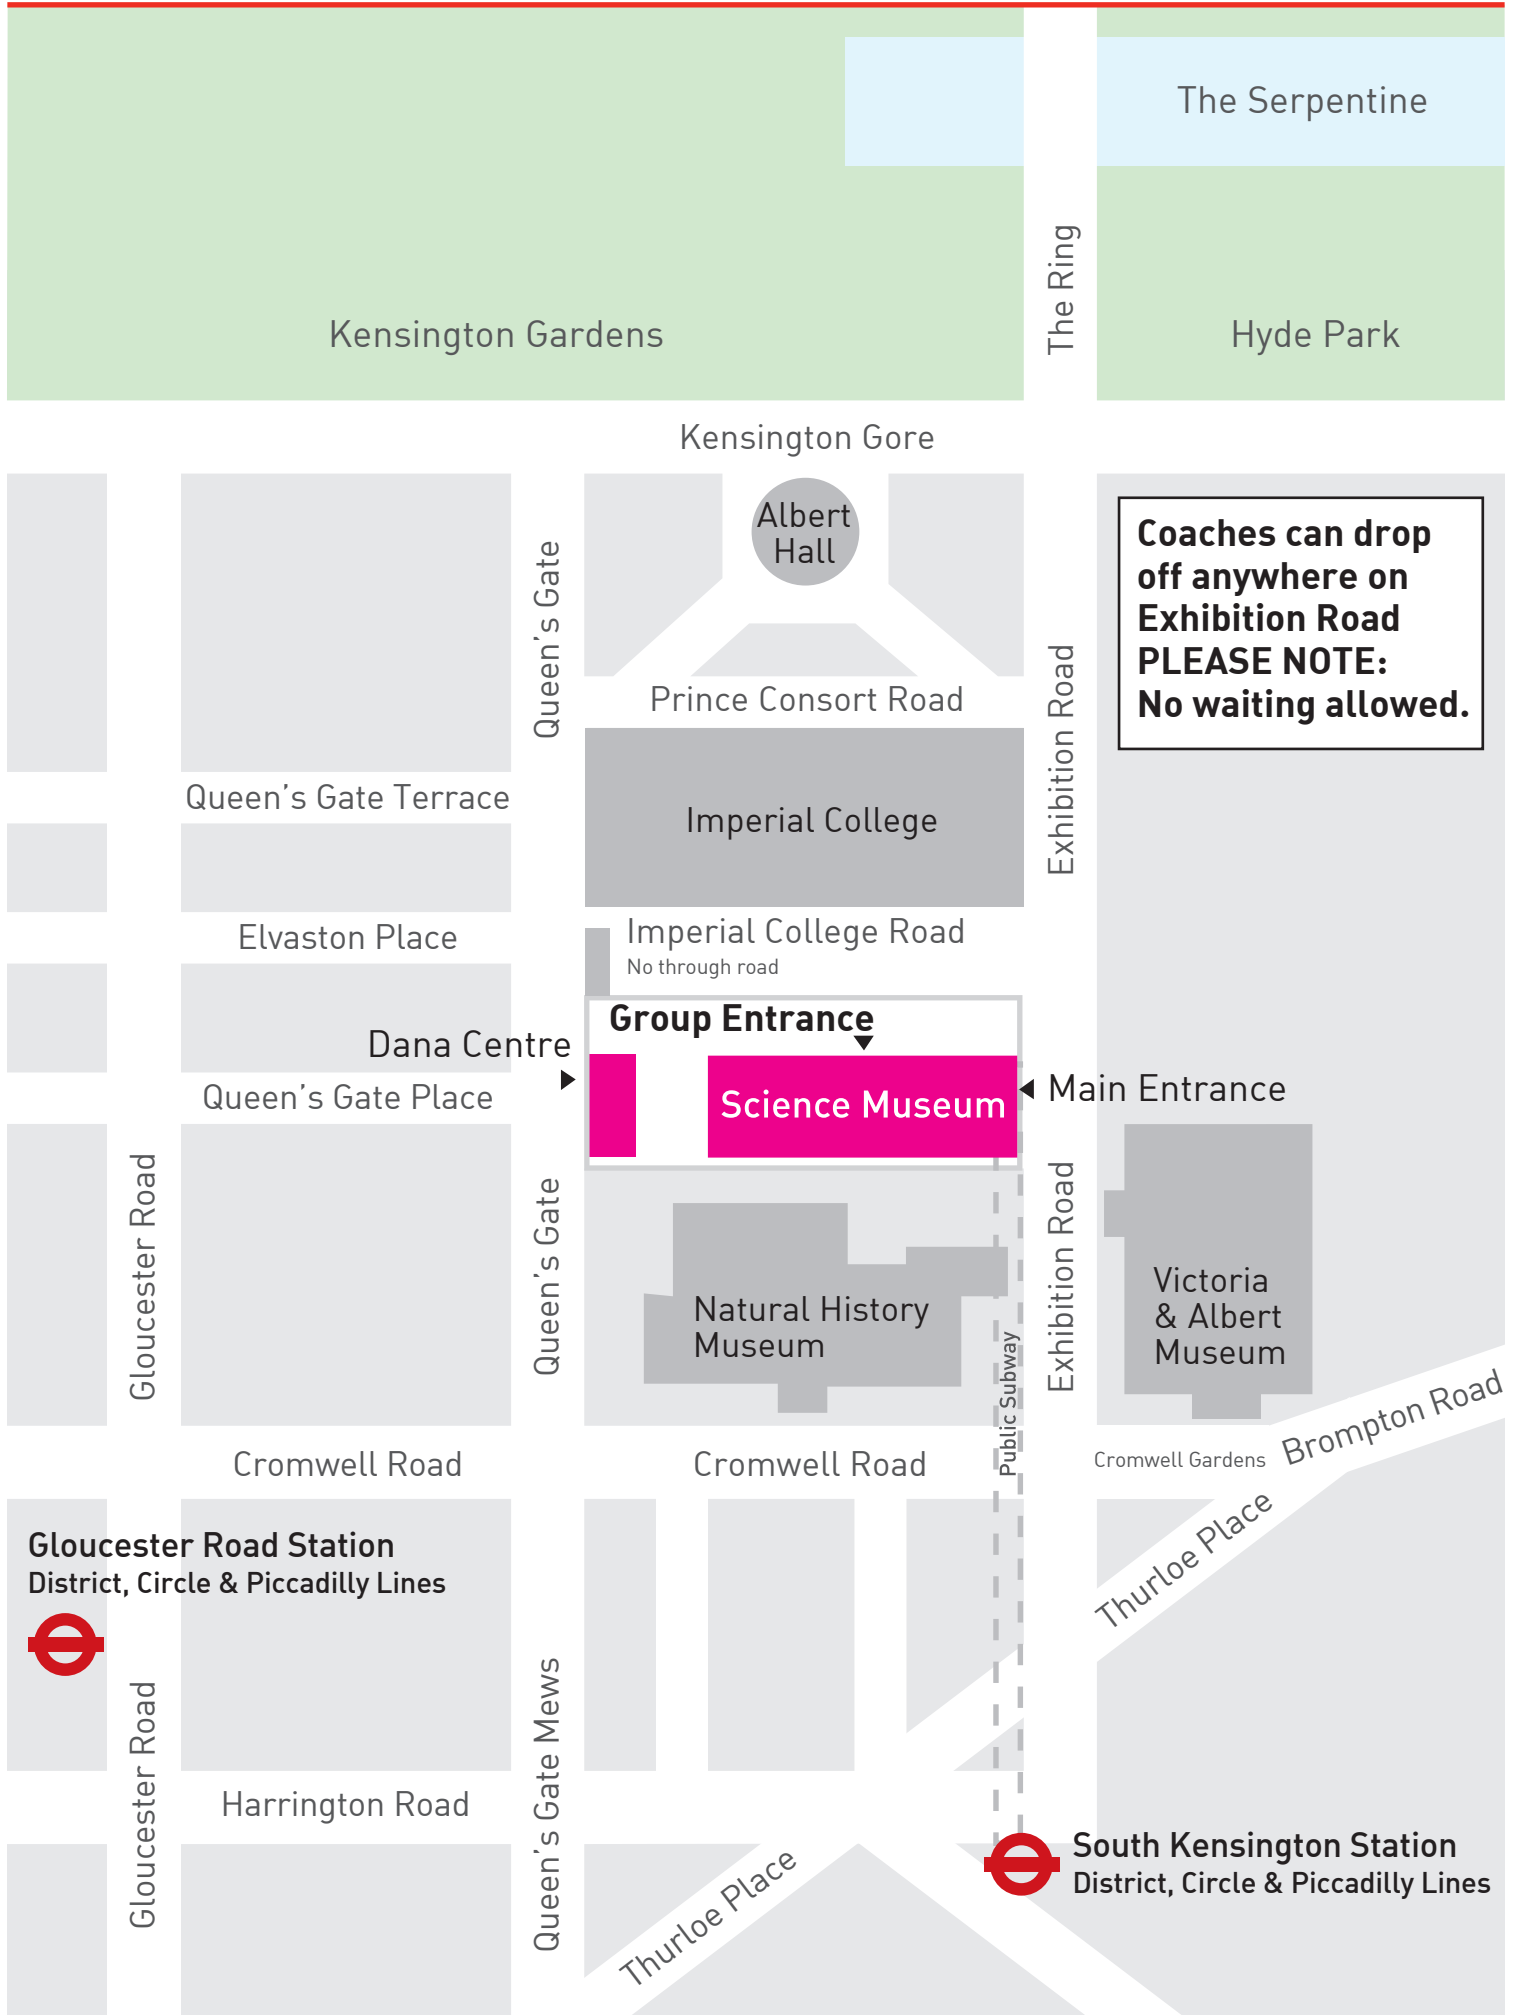 The Serpentine
The Ring
Kensington Gardens
Hyde Park
Kensington Gore
Albert
Hall
Coaches can drop
off anywhere on
Exhibition Road
PLEASE NOTE:
No waiting allowed.
Queen's Gate
Exhibition Road
Prince Consort Road
Queen's Gate Terrace
Imperial College
Elvaston Place
Imperial College Road
No through road
Group Entrance
Dana Centre
Queen's Gate Place
Science Museum
Main Entrance
Gloucester Road
Queen's Gate
Exhibition Road
Natural History
Museum
Victoria
& Albert
Museum
Public Subway
Brompton Road
Cromwell Road
Cromwell Road
Cromwell Gardens
Thurloe Place
Gloucester Road Station
District, Circle & Piccadilly Lines
Gloucester Road
Queen's Gate Mews
Harrington Road
Thurloe Place
South Kensington Station
District, Circle & Piccadilly Lines